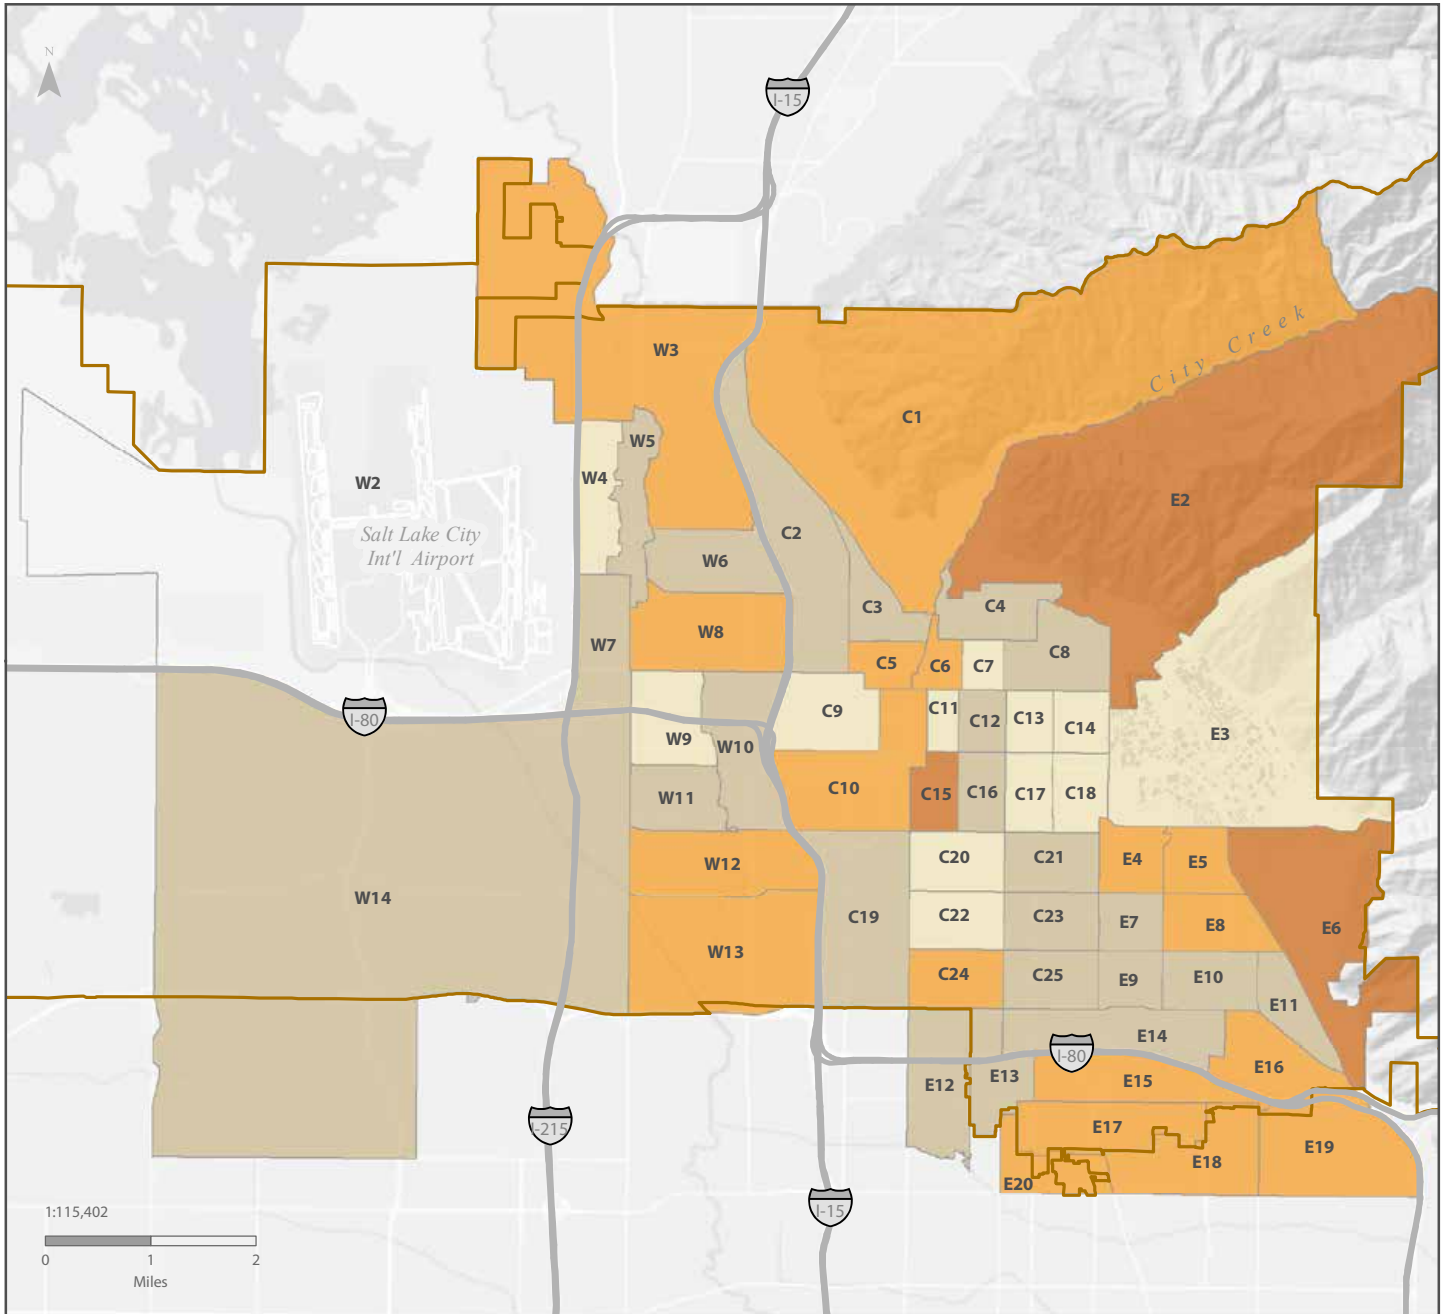 N
I-15
W3
City Creek
C1
W5
W4
W2
E2
Salt Lake City
Int'l Airport
C2
W6
C3
C4
W8
W7
C8
C5
C6
C7
I-80
C9
C11
C12
C13
C14
E3
W9
W10
C10
C15
C16
C17
C18
W11
W12
C20
C21
E4
E5
W14
C19
C22
C23
E7
E8
E6
W13
C24
C25
E9
E10
E11
E14
I-80
E12
E13
E15
E16
I-215
E17
E18
E19
E20
I-15
1:115,402
0 1 2
Miles